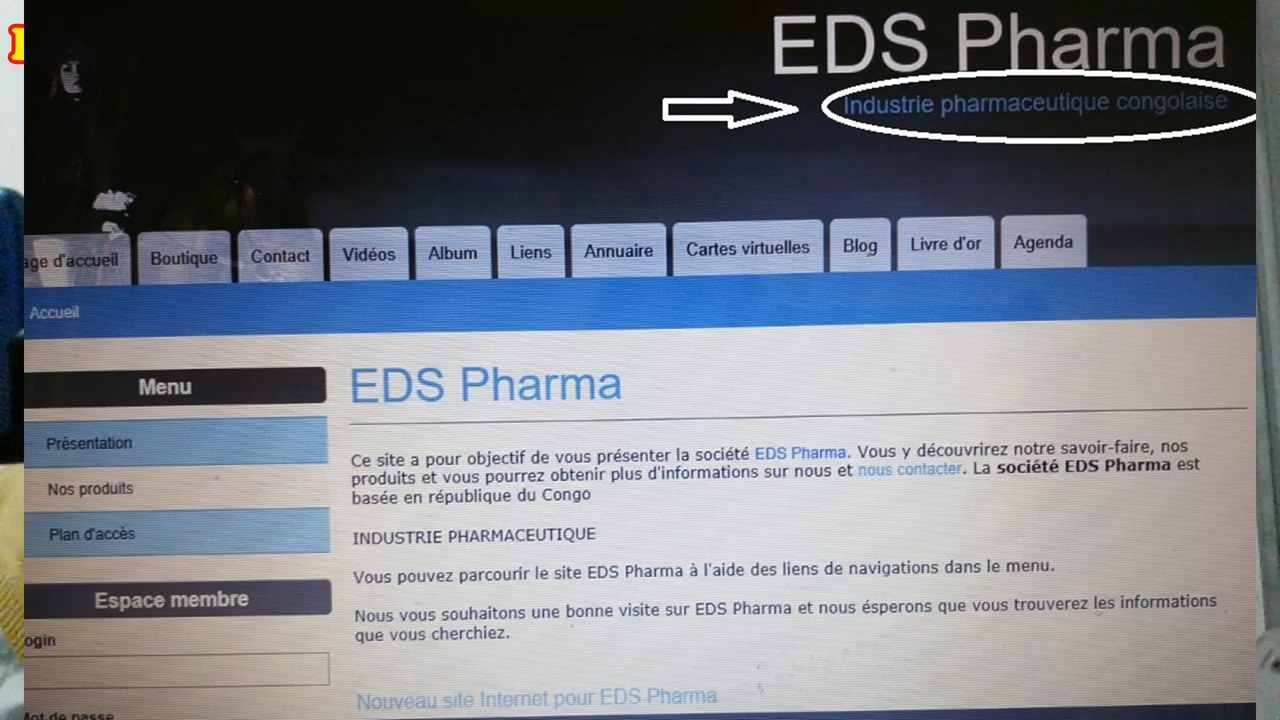 EDS Pharma
Industrie pharmaceutique congolaise
age d'accueil Boutique Contact Vidéos Album Liens Annuaire Cartes virtuelles Blog Livre d'or Agenda
Accueil
Menu
Présentation
Nos produits
Plan d'accès
Espace membre
ogin
Mot de passe
EDS Pharma
Ce site a pour objectif de vous présenter la société EDS Pharma. Vous y découvrirez notre savoir-faire, nos
produits et vous pourrez obtenir plus d'informations sur nous et nous contacter. La société EDS Pharma est
basée en république du Congo
INDUSTRIE PHARMACEUTIQUE
Vous pouvez parcourir le site EDS Pharma à l'aide des liens de navigations dans le menu.
Nous vous souhaitons une bonne visite sur EDS Pharma et nous ésperons que vous trouverez les informations
que vous cherchiez.
Nouveau site Internet pour EDS Pharma